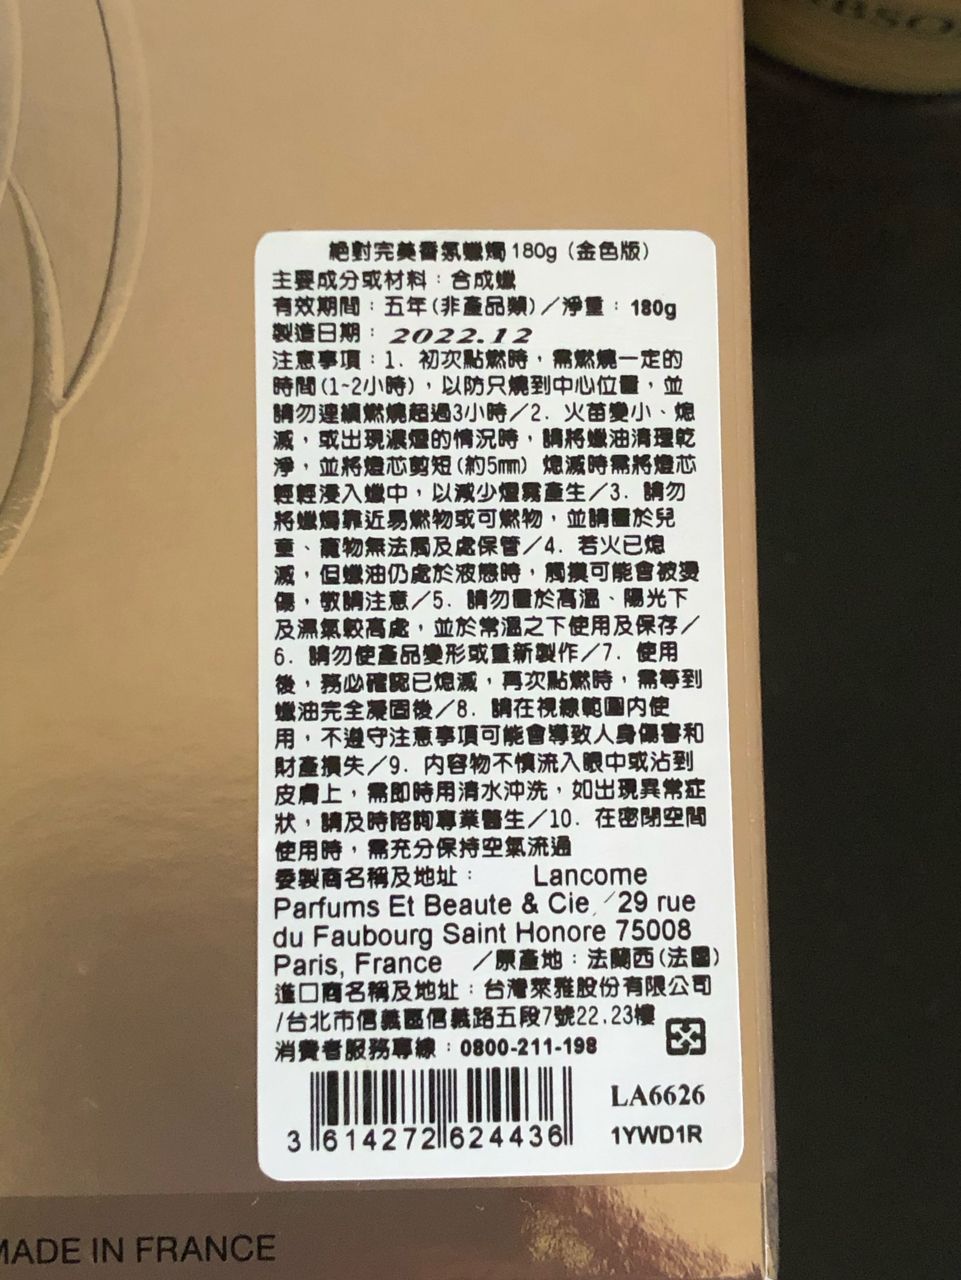 BSO
絕對完美香氛蠟燭180g（金色版）
主要成分或材料：合成蠟
有效期間：五年(非產品類)／淨量：180g
製造日期：2022.12
注意事項：1. 初次點燃時，需燃燒一定的
時間(1~2小時)，以防只燒到中心位置，並
請勿連續燃燒超過3小時／2. 火苗變小、熄
滅，或出現濃煙的情況時，請將蠟油清理乾
淨，並將燈芯剪短(約5mm) 熄滅時需將燈芯
輕輕浸入蠟中，以減少煙霧產生／3. 請勿
將蠟燭靠近易燃物或可燃物，並請置於兒
童、寵物無法觸及處保管／4. 若火已熄
滅，但蠟油仍處於液態時，觸摸可能會被燙
傷，敬請注意／5. 請勿置於高溫、陽光下
及濕氣較高處，並於常溫之下使用及保存／
6. 請勿使產品變形或重新製作／7. 使用
後，務必確認已熄滅，再次點燃時，需等到
蠟油完全凝固後／8. 請在視線範圍內使
用，不遵守注意事項可能會導致人身傷害和
財產損失／9. 內容物不慎流入眼中或沾到
皮膚上，需即時用清水沖洗，如出現異常症
狀，請及時諮詢專業醫生／10. 在密閉空間
使用時，需充分保持空氣流通
委製商名稱及地址： Lancome
Parfums Et Beaute & Cie／29 rue
du Faubourg Saint Honore 75008
Paris, France ／原產地：法蘭西(法國)
進口商名稱及地址：台灣萊雅股份有限公司
/台北市信義區信義路五段7號22,23樓
消費者服務專線：0800-211-198
LA6626
3 614272 624436
1YWD1R
MADE IN FRANCE